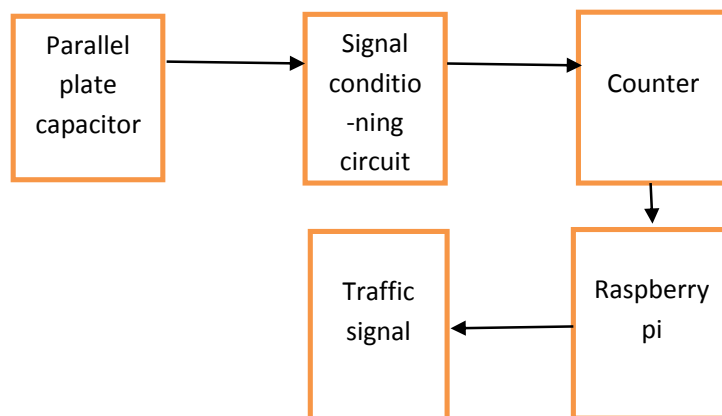 Parallel
plate
capacitor
Signal
conditio
-ning
circuit
Counter
Traffic
signal
Raspberry
pi